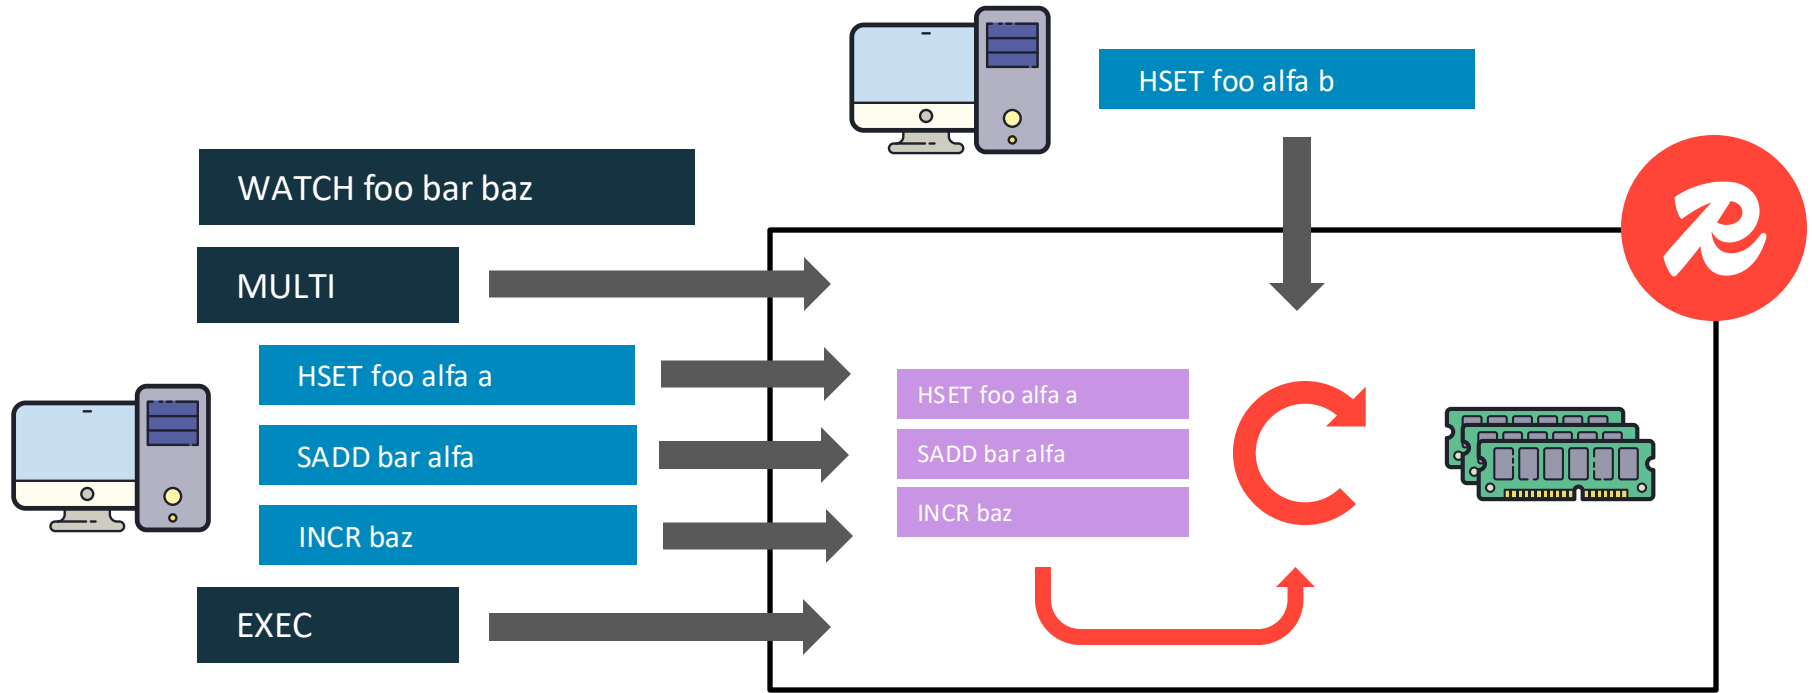 HSET foo alfa b
WATCH foo bar baz
MULTI
HSET foo alfa a
SADD bar alfa
INCR baz
EXEC
HSET foo alfa a
SADD bar alfa
INCR baz